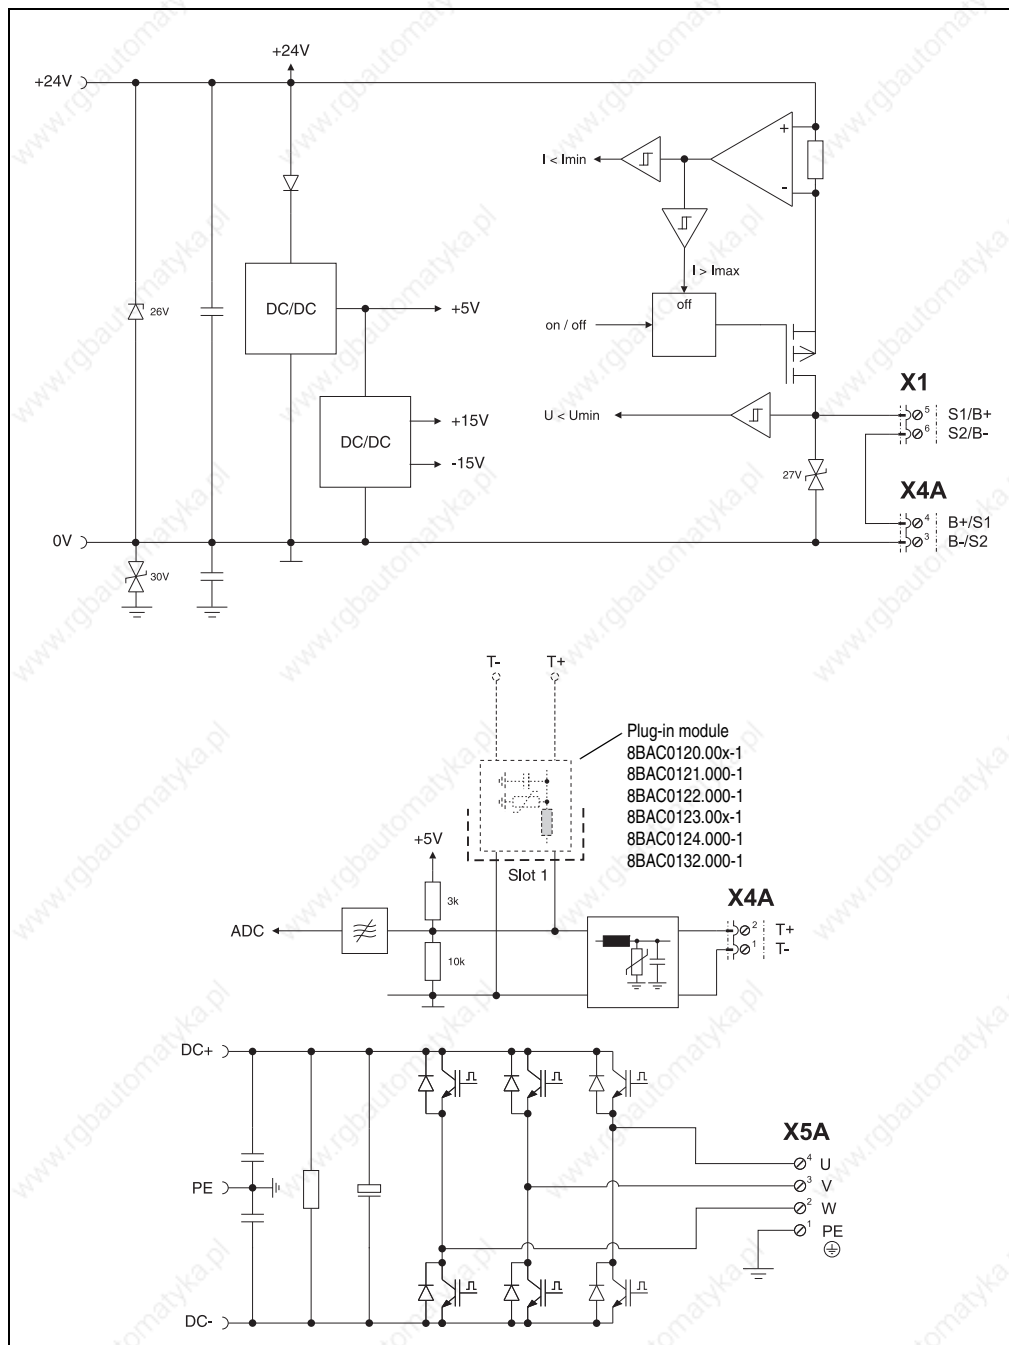 +24V
+24V
+
-
I < Imin
I > Imax
off
on / off
26V
DC/DC
+5V
DC/DC
+15V
-15V
U < Umin
27V
X1
5 S1/B+
6 S2/B-
X4A
4 B+/S1
3 B-/S2
0V
30V
T- T+
Plug-in module
8BAC0120.00x-1
8BAC0121.000-1
8BAC0122.000-1
8BAC0123.00x-1
8BAC0124.000-1
8BAC0132.000-1
Slot 1
+5V
3k
10k
ADC
X4A
2 T+
1 T-
DC+
PE
DC-
X5A
4 U
3 V
2 W
1 PE
www.rgbautomatyka.pl